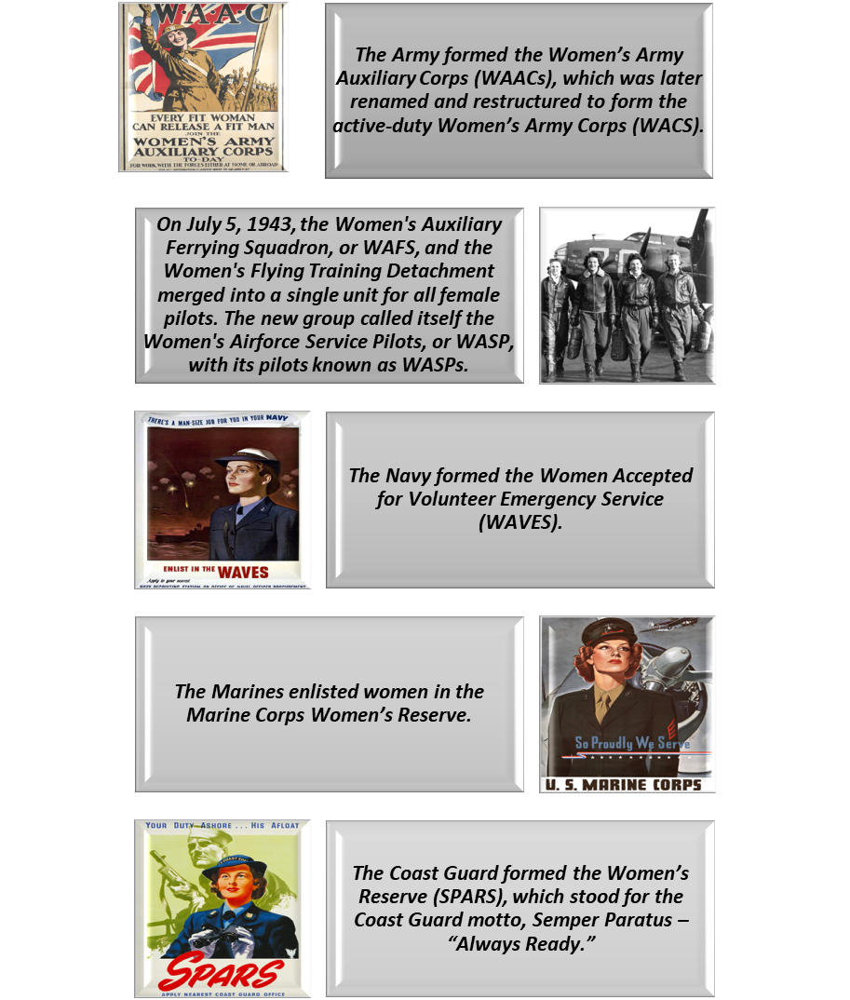 W·A·A·C
EVERY FIT WOMAN
CAN RELEASE A FIT MAN
JOIN THE
WOMEN'S ARMY
AUXILIARY CORPS
TO-DAY
FOR WORK WITH THE FORCES EITHER AT HOME OR ABROAD
The Army formed the Women’s Army
Auxiliary Corps (WAACs), which was later
renamed and restructured to form the
active-duty Women’s Army Corps (WACS).
On July 5, 1943, the Women's Auxiliary
Ferrying Squadron, or WAFS, and the
Women's Flying Training Detachment
merged into a single unit for all female
pilots. The new group called itself the
Women's Airforce Service Pilots, or WASP,
with its pilots known as WASPs.
THERE'S A MAN-SIZE JOB FOR YOU IN YOUR NAVY
ENLIST IN THE WAVES
Apply to your nearest
NAVY RECRUITING STATION OR OFFICE OF NAVAL OFFICER PROCUREMENT
The Navy formed the Women Accepted
for Volunteer Emergency Service
(WAVES).
The Marines enlisted women in the
Marine Corps Women’s Reserve.
So Proudly We Serve
U. S. MARINE CORPS
YOUR DUTY ASHORE . . . HIS AFLOAT
SPARS
APPLY NEAREST COAST GUARD OFFICE
The Coast Guard formed the Women’s
Reserve (SPARS), which stood for the
Coast Guard motto, Semper Paratus –
“Always Ready.”